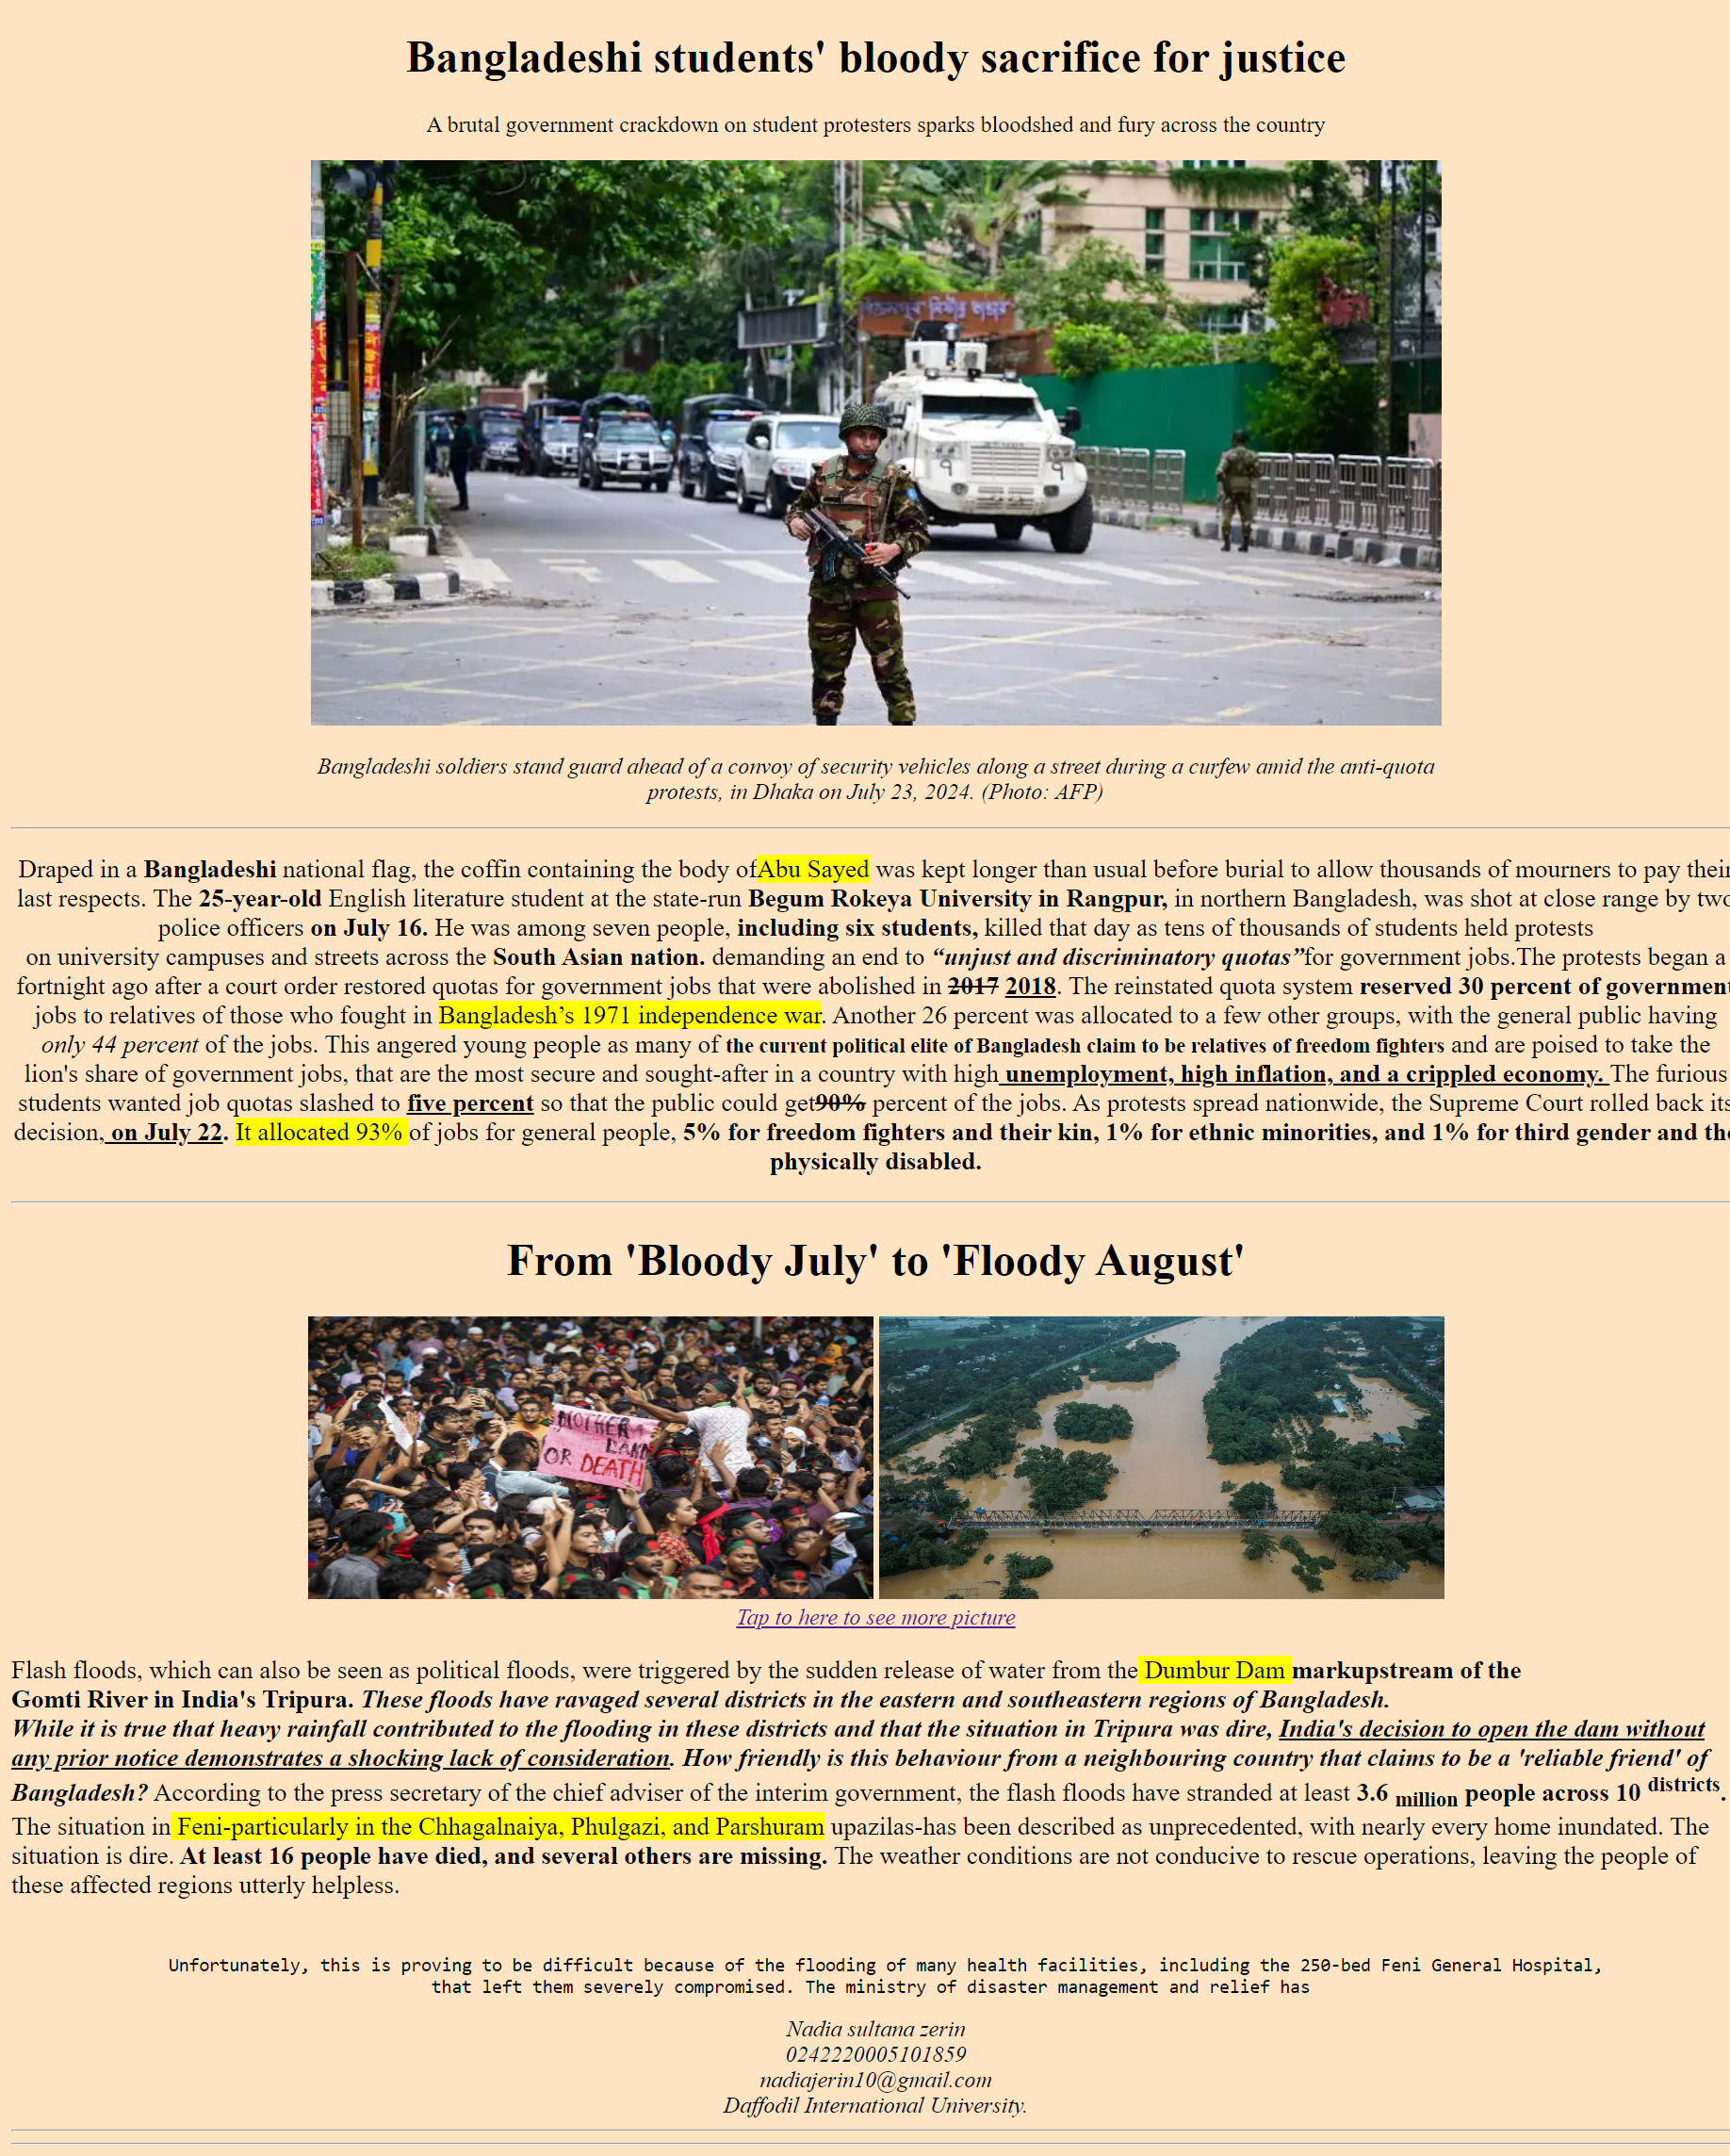 Bangladeshi students' bloody sacrifice for justice
A brutal government crackdown on student protesters sparks bloodshed and fury across the country
Bangladeshi soldiers stand guard ahead of a convoy of security vehicles along a street during a curfew amid the anti-quota
protests, in Dhaka on July 23, 2024. (Photo: AFP)
Draped in a Bangladeshi national flag, the coffin containing the body ofAbu Sayed was kept longer than usual before burial to allow thousands of mourners to pay their
last respects. The 25-year-old English literature student at the state-run Begum Rokeya University in Rangpur, in northern Bangladesh, was shot at close range by two
police officers on July 16. He was among seven people, including six students, killed that day as tens of thousands of students held protests
on university campuses and streets across the South Asian nation. demanding an end to “unjust and discriminatory quotas”for government jobs.The protests began a
fortnight ago after a court order restored quotas for government jobs that were abolished in 2017 2018. The reinstated quota system reserved 30 percent of government
jobs to relatives of those who fought in Bangladesh’s 1971 independence war. Another 26 percent was allocated to a few other groups, with the general public having
only 44 percent of the jobs. This angered young people as many of the current political elite of Bangladesh claim to be relatives of freedom fighters and are poised to take the
lion's share of government jobs, that are the most secure and sought-after in a country with high unemployment, high inflation, and a crippled economy. The furious
students wanted job quotas slashed to five percent so that the public could get90% percent of the jobs. As protests spread nationwide, the Supreme Court rolled back its
decision, on July 22. It allocated 93% of jobs for general people, 5% for freedom fighters and their kin, 1% for ethnic minorities, and 1% for third gender and the
physically disabled.
From 'Bloody July' to 'Floody August'
MOTHER
LAND
OR DEATH
Tap to here to see more picture
Flash floods, which can also be seen as political floods, were triggered by the sudden release of water from the Dumbur Dam markupstream of the
Gomti River in India's Tripura. These floods have ravaged several districts in the eastern and southeastern regions of Bangladesh.
While it is true that heavy rainfall contributed to the flooding in these districts and that the situation in Tripura was dire, India's decision to open the dam without
any prior notice demonstrates a shocking lack of consideration. How friendly is this behaviour from a neighbouring country that claims to be a 'reliable friend' of
Bangladesh? According to the press secretary of the chief adviser of the interim government, the flash floods have stranded at least 3.6 million people across 10 districts.
The situation in Feni-particularly in the Chhagalnaiya, Phulgazi, and Parshuram upazilas-has been described as unprecedented, with nearly every home inundated. The
situation is dire. At least 16 people have died, and several others are missing. The weather conditions are not conducive to rescue operations, leaving the people of
these affected regions utterly helpless.
Unfortunately, this is proving to be difficult because of the flooding of many health facilities, including the 250-bed Feni General Hospital,
that left them severely compromised. The ministry of disaster management and relief has
Nadia sultana zerin
0242220005101859
nadiajerin10@gmail.com
Daffodil International University.